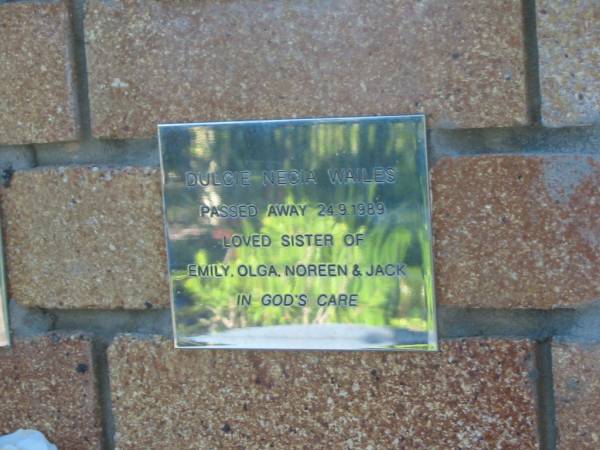 DULCIE NECIA WAILES
PASSED AWAY 24.9.1989
LOVED SISTER OF
EMILY, OLGA, NOREEN & JACK
IN GOD'S CARE